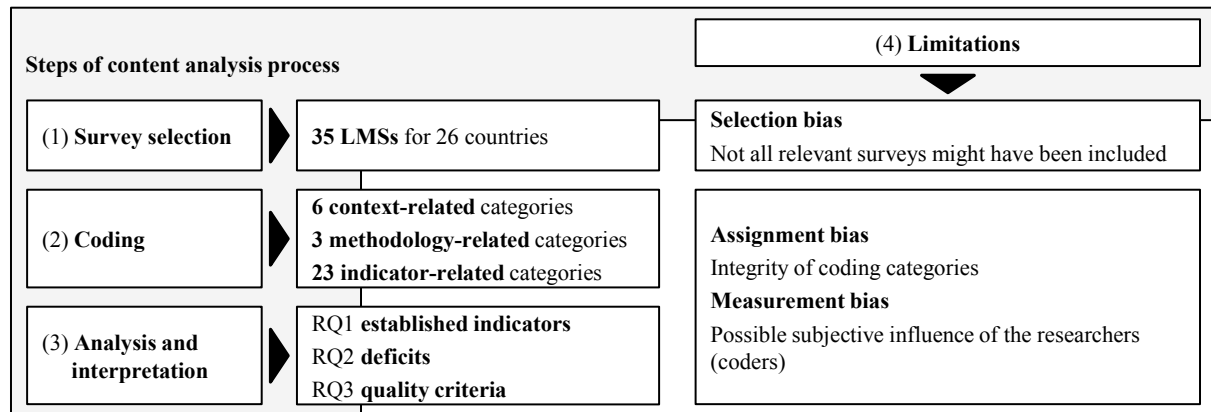 (4) Limitations
Steps of content analysis process
(1) Survey selection
35 LMSs for 26 countries
Selection bias
Not all relevant surveys might have been included
(2) Coding
6 context-related categories
3 methodology-related categories
23 indicator-related categories
Assignment bias
Integrity of coding categories
Measurement bias
Possible subjective influence of the researchers
(coders)
(3) Analysis and
interpretation
RQ1 established indicators
RQ2 deficits
RQ3 quality criteria